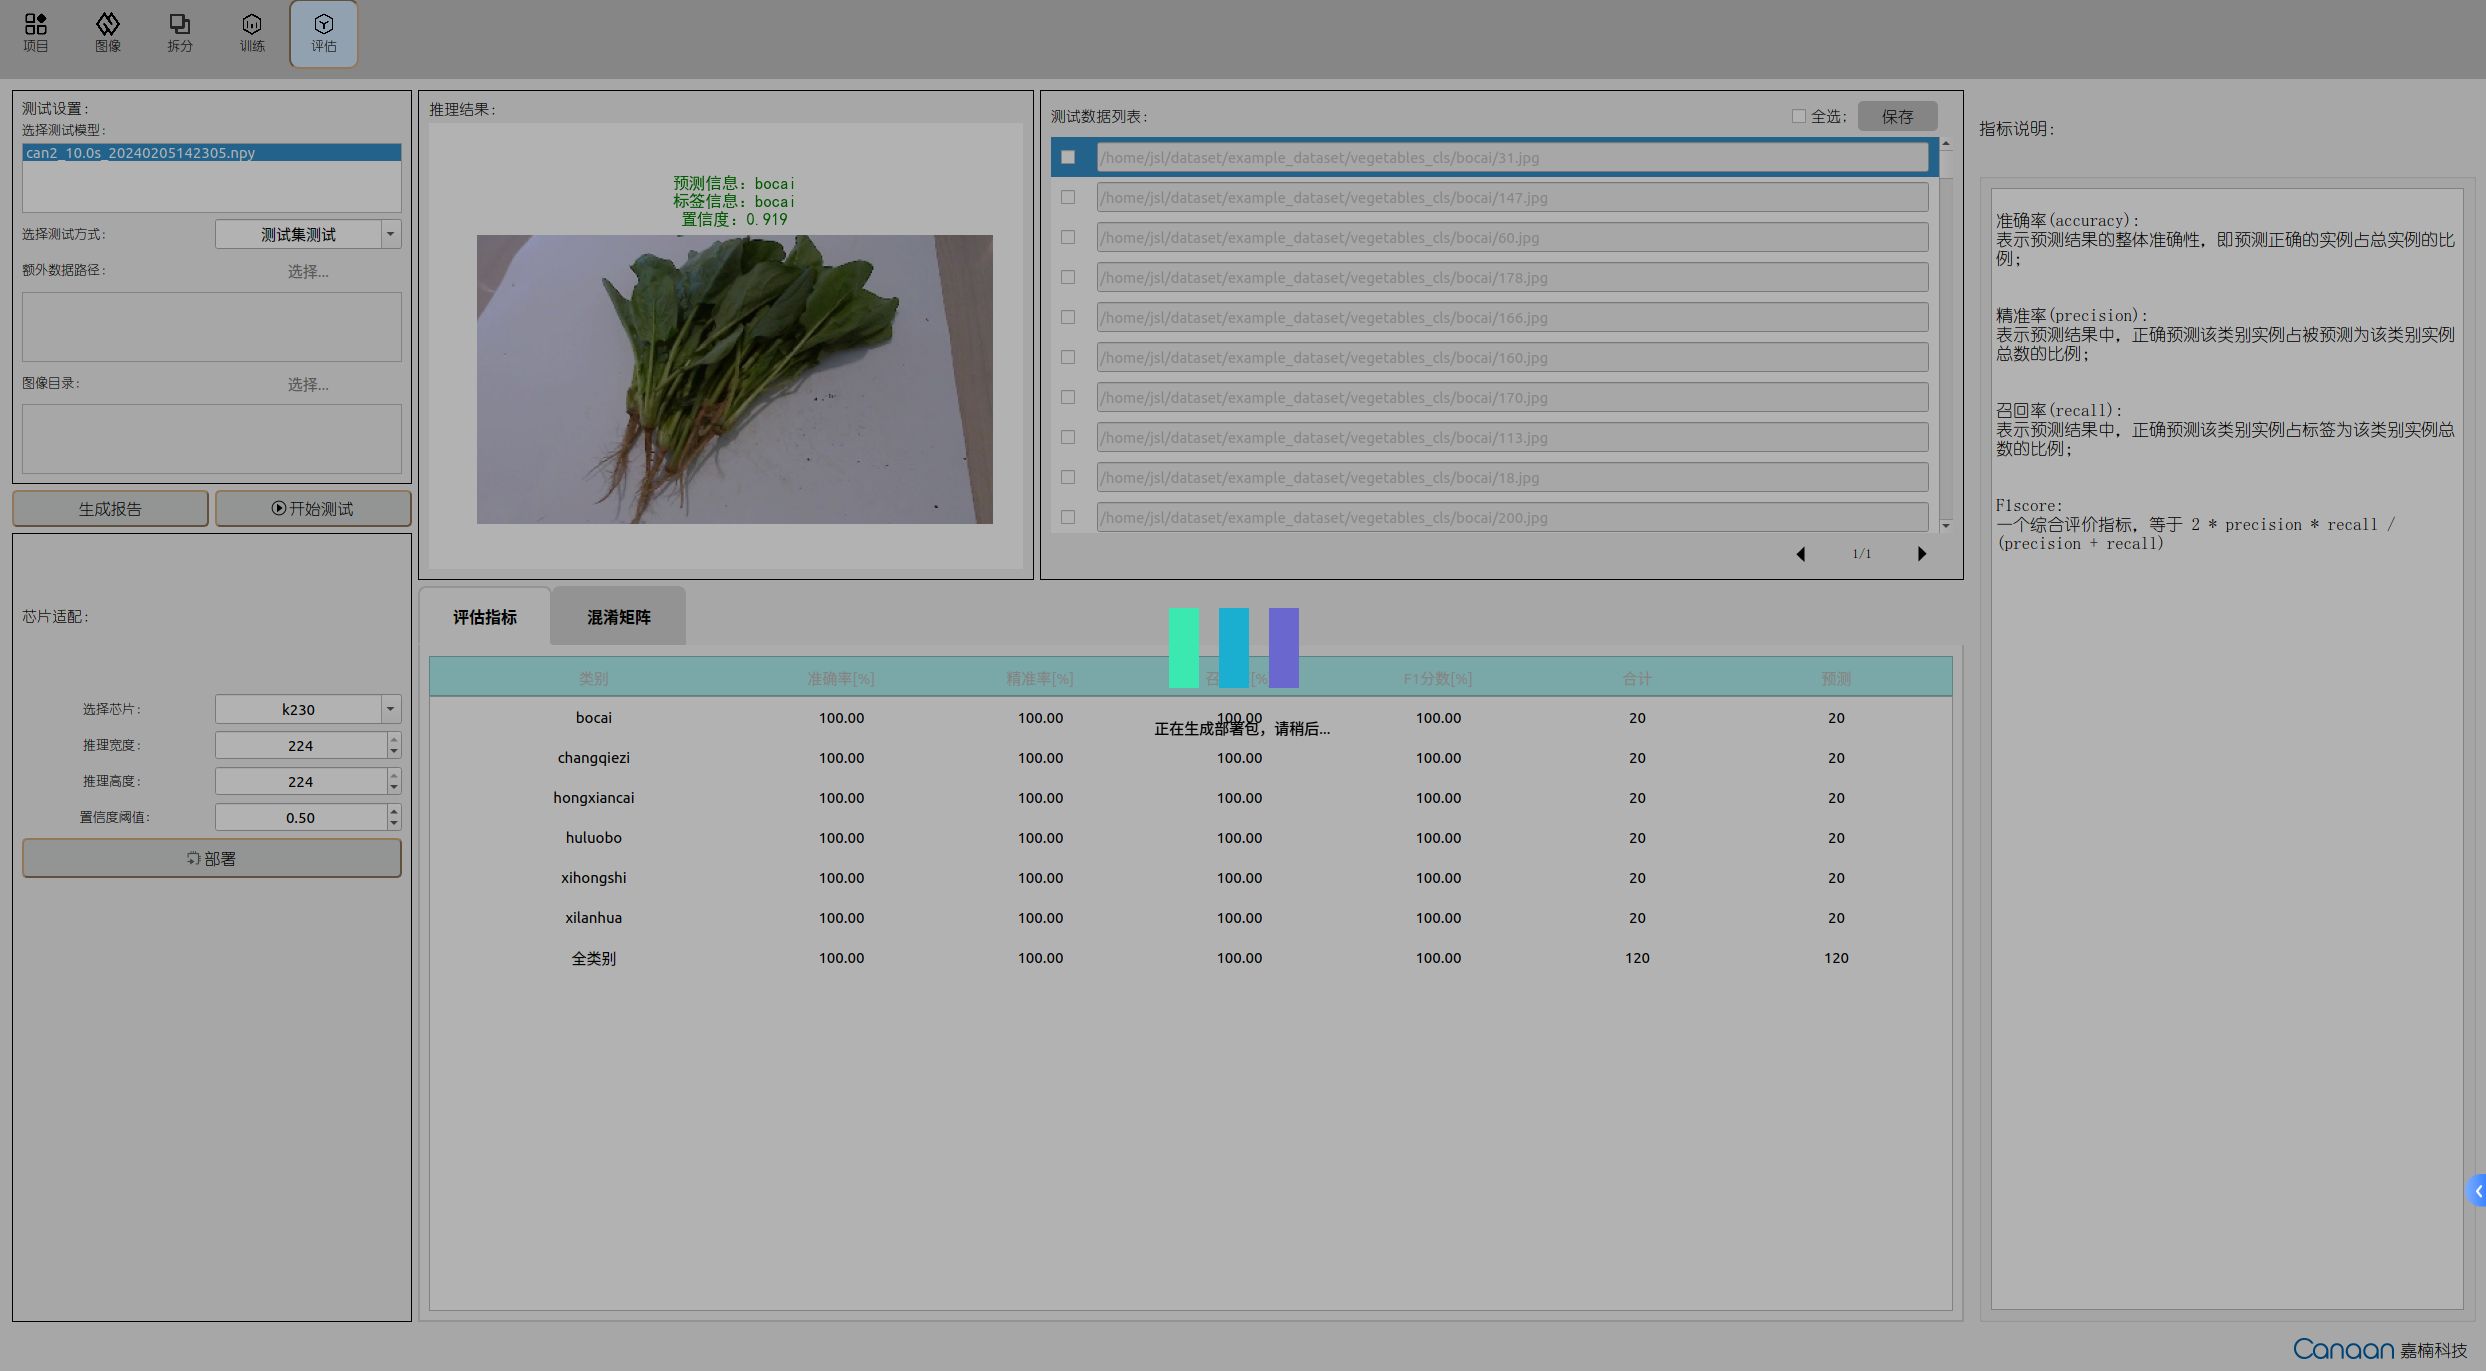 项目
图像
拆分
训练
评估
测试设置:
选择测试模型:
can2_10.0s_20240205142305.npy
选择测试方式:
测试集测试
额外数据路径:
选择...
图像目录:
选择...
生成报告
开始测试
芯片适配:
选择芯片:
k230
推理宽度:
224
推理高度:
224
置信度阈值:
0.50
部署
推理结果:
预测信息: bocai
标签信息: bocai
置信度: 0.919
测试数据列表:
全选:
保存
/home/jsl/dataset/example_dataset/vegetables_cls/bocai/31.jpg
/home/jsl/dataset/example_dataset/vegetables_cls/bocai/147.jpg
/home/jsl/dataset/example_dataset/vegetables_cls/bocai/60.jpg
/home/jsl/dataset/example_dataset/vegetables_cls/bocai/178.jpg
/home/jsl/dataset/example_dataset/vegetables_cls/bocai/166.jpg
/home/jsl/dataset/example_dataset/vegetables_cls/bocai/160.jpg
/home/jsl/dataset/example_dataset/vegetables_cls/bocai/170.jpg
/home/jsl/dataset/example_dataset/vegetables_cls/bocai/113.jpg
/home/jsl/dataset/example_dataset/vegetables_cls/bocai/18.jpg
/home/jsl/dataset/example_dataset/vegetables_cls/bocai/200.jpg
1/1
评估指标
混淆矩阵
类别 准确率[%] 精准率[%] 召 [% F1分数[%] 合计 预测
bocai 100.00 100.00 100.00 100.00 20 20
正在生成部署包，请稍后...
changqiezi 100.00 100.00 100.00 100.00 20 20
hongxiancai 100.00 100.00 100.00 100.00 20 20
huluobo 100.00 100.00 100.00 100.00 20 20
xihongshi 100.00 100.00 100.00 100.00 20 20
xilanhua 100.00 100.00 100.00 100.00 20 20
全类别 100.00 100.00 100.00 100.00 120 120
指标说明:
准确率(accuracy):
表示预测结果的整体准确性，即预测正确的实例占总实例的比
例;
精准率(precision):
表示预测结果中，正确预测该类别实例占被预测为该类别实例
总数的比例;
召回率(recall):
表示预测结果中，正确预测该类别实例占标签为该类别实例总
数的比例;
F1score:
一个综合评价指标，等于 2 * precision * recall /
(precision + recall)
Canaan 嘉楠科技